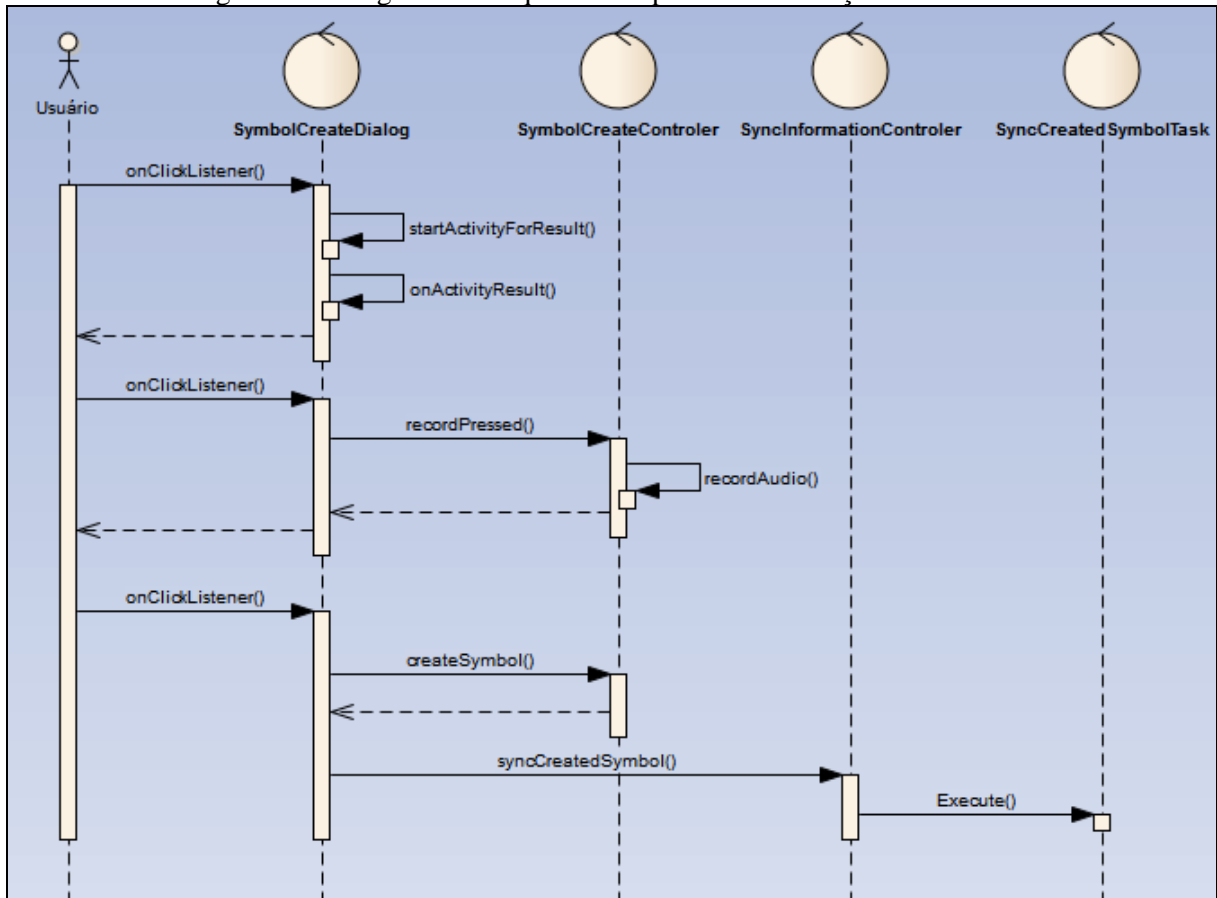 Usuário
SymbolCreateDialog
SymbolCreateControler
SyncInformationControler
SyncCreatedSymbolTask
onClickListener()
startActivityForResult()
onActivityResult()
onClickListener()
recordPressed()
recordAudio()
onClickListener()
createSymbol()
syncCreatedSymbol()
Execute()